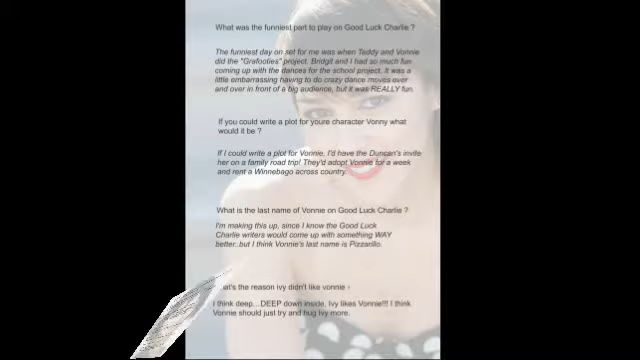 What was the funniest part to play on Good Luck Charlie ?
The funniest day on set for me was when Teddy and Vonnie
did the "Grafooties" project. Bridgit and I had so much fun
coming up with the dances for the school project. It was a
little embarrassing having to do crazy dance moves over
and over in front of a big audience, but it was REALLY fun.
If you could write a plot for youre character Vonny what
would it be ?
If I could write a plot for Vonnie, I'd have the Duncan's invite
her on a family road trip! They'd adopt Vonnie for a week
and rent a Winnebago across country.
What is the last name of Vonnie on Good Luck Charlie ?
I'm making this up, since I know the Good Luck
Charlie writers would come up with something WAY
better..but I think Vonnie's last name is Pizzarillo.
at's the reason ivy didn't like vonnie
I think deep...DEEP down inside, Ivy likes Vonnie!!! I think
Vonnie should just try and hug Ivy more.